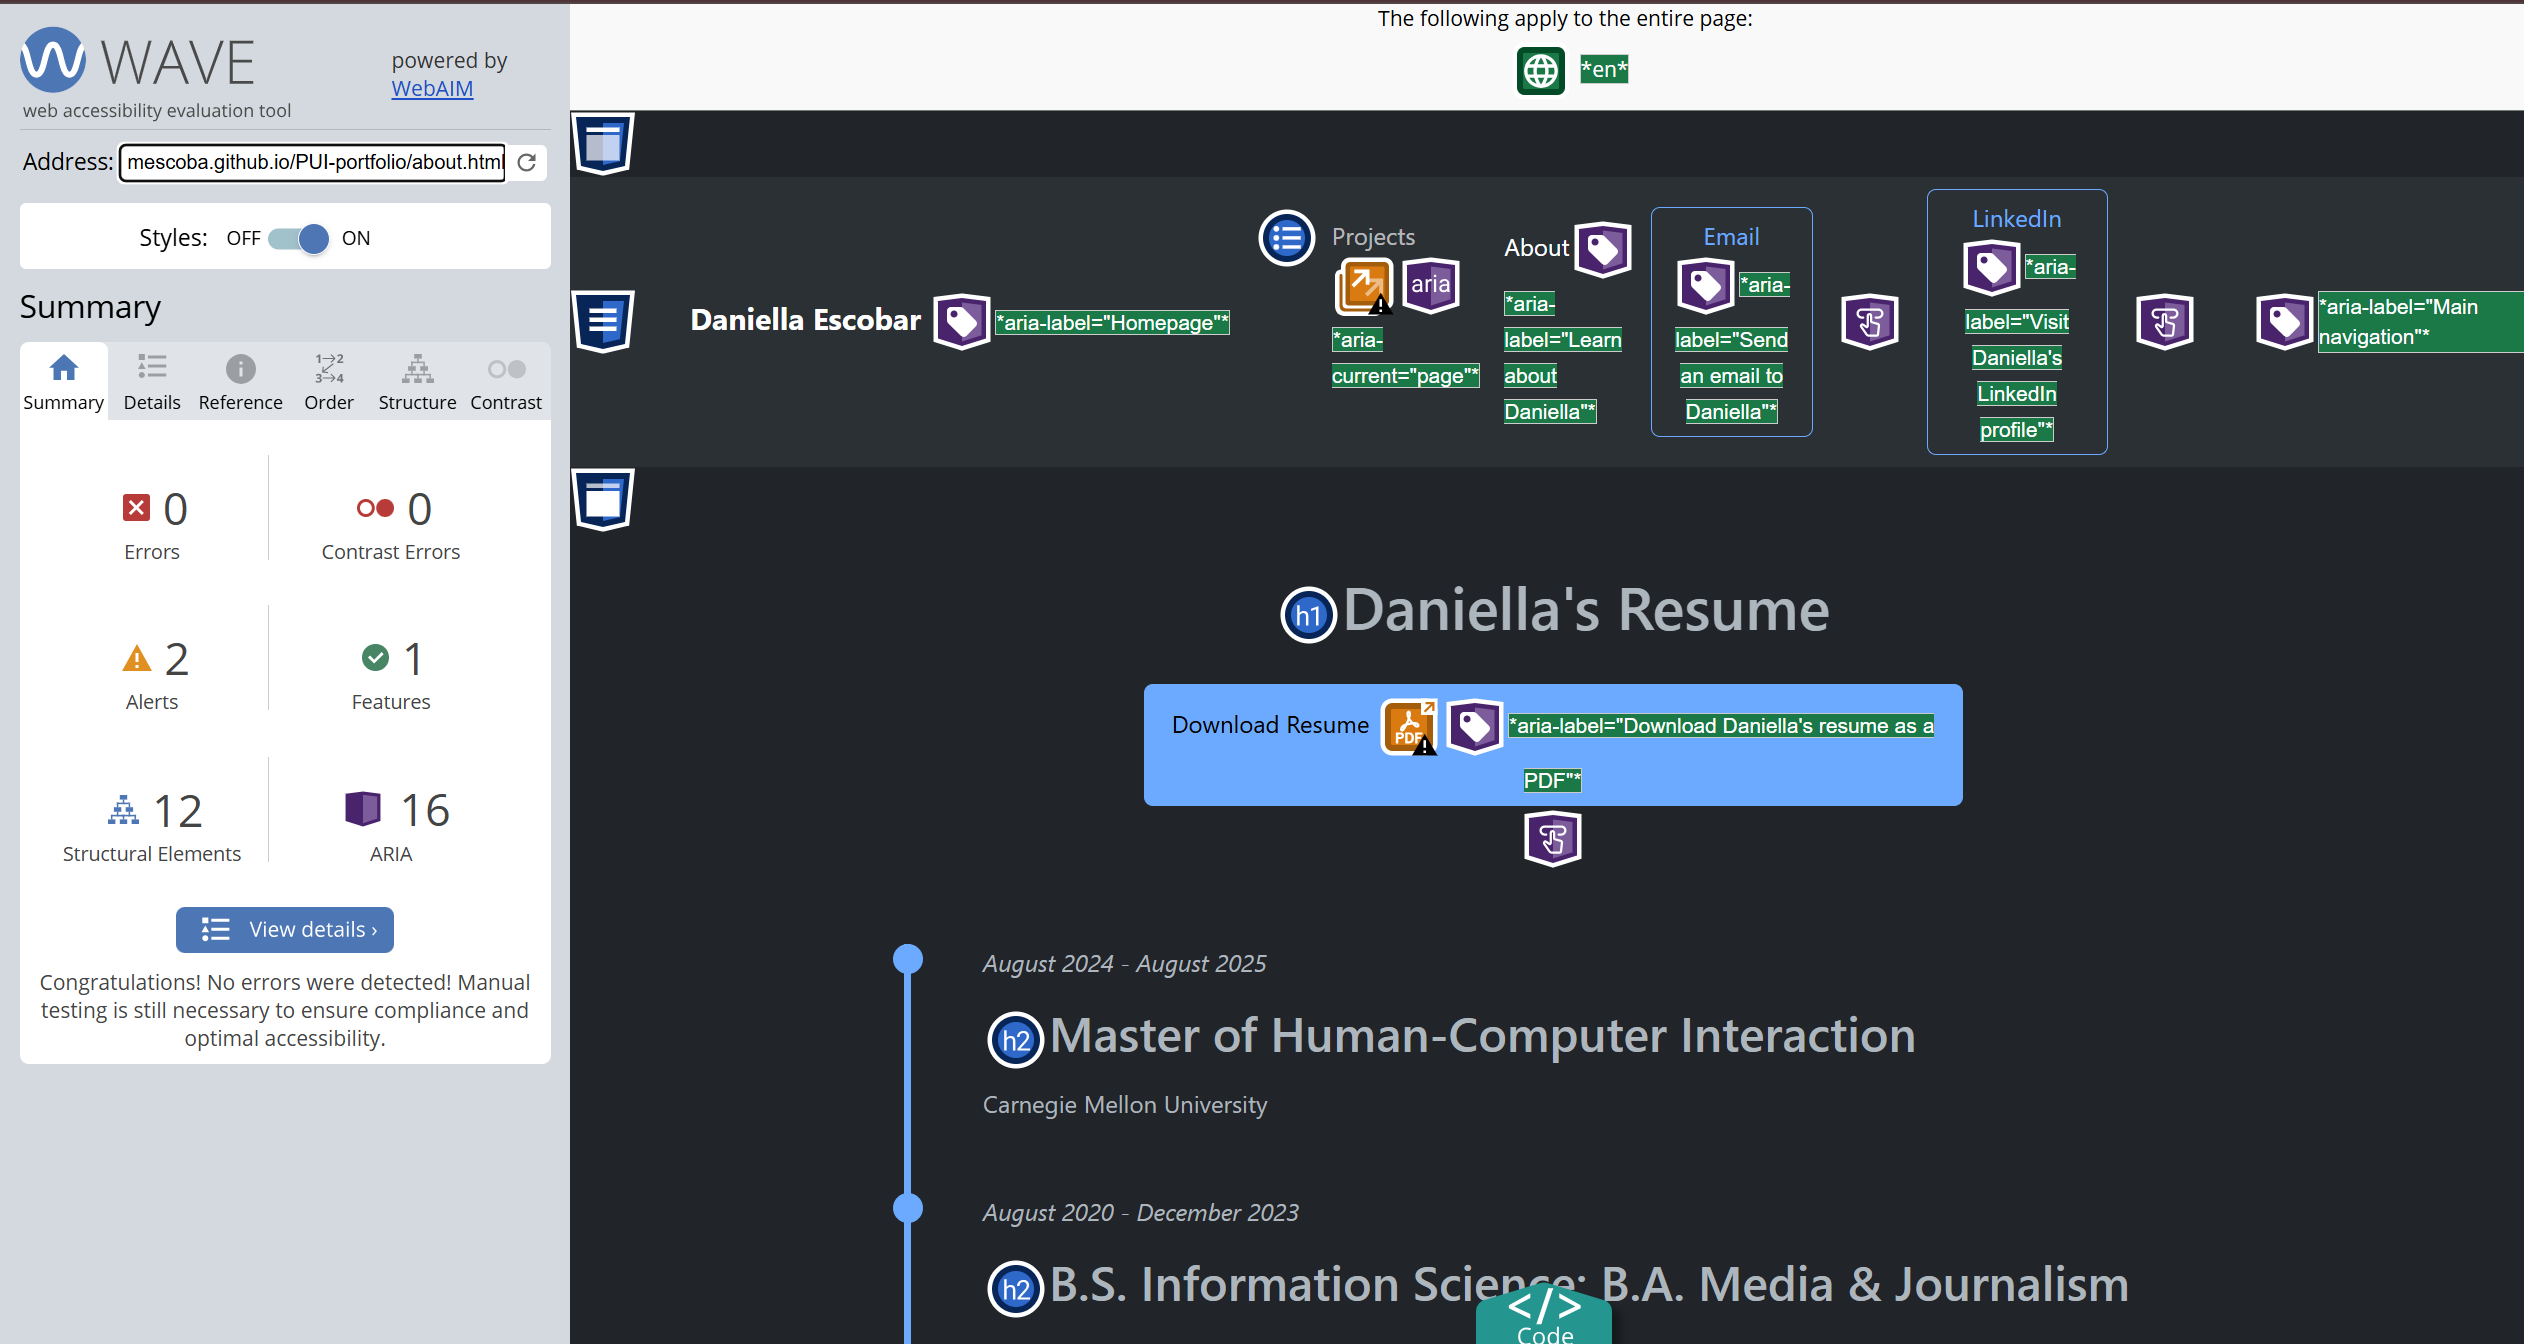 WAVE
powered by
WebAIM
web accessibility evaluation tool
Address: mescoba.github.io/PUI-portfolio/about.html
Styles: OFF ON
Summary
Summary Details Reference Order Structure Contrast
0
Errors
0
Contrast Errors
2
Alerts
1
Features
12
Structural Elements
16
ARIA
View details ›
Congratulations! No errors were detected! Manual
testing is still necessary to ensure compliance and
optimal accessibility.
The following apply to the entire page:
*en*
Daniella Escobar *aria-label="Homepage"*
Projects
aria
*aria-
current="page"*
About
*aria-
label="Learn
about
Daniella"*
Email
*aria-
label="Send
an email to
Daniella"*
LinkedIn
*aria-
label="Visit
Daniella's
LinkedIn
profile"*
*aria-label="Main
navigation"*
h1 Daniella's Resume
Download Resume PDF *aria-label="Download Daniella's resume as a
PDF"*
August 2024 - August 2025
h2 Master of Human-Computer Interaction
Carnegie Mellon University
August 2020 - December 2023
h2 B.S. Information Science; B.A. Media & Journalism
</> 
Code